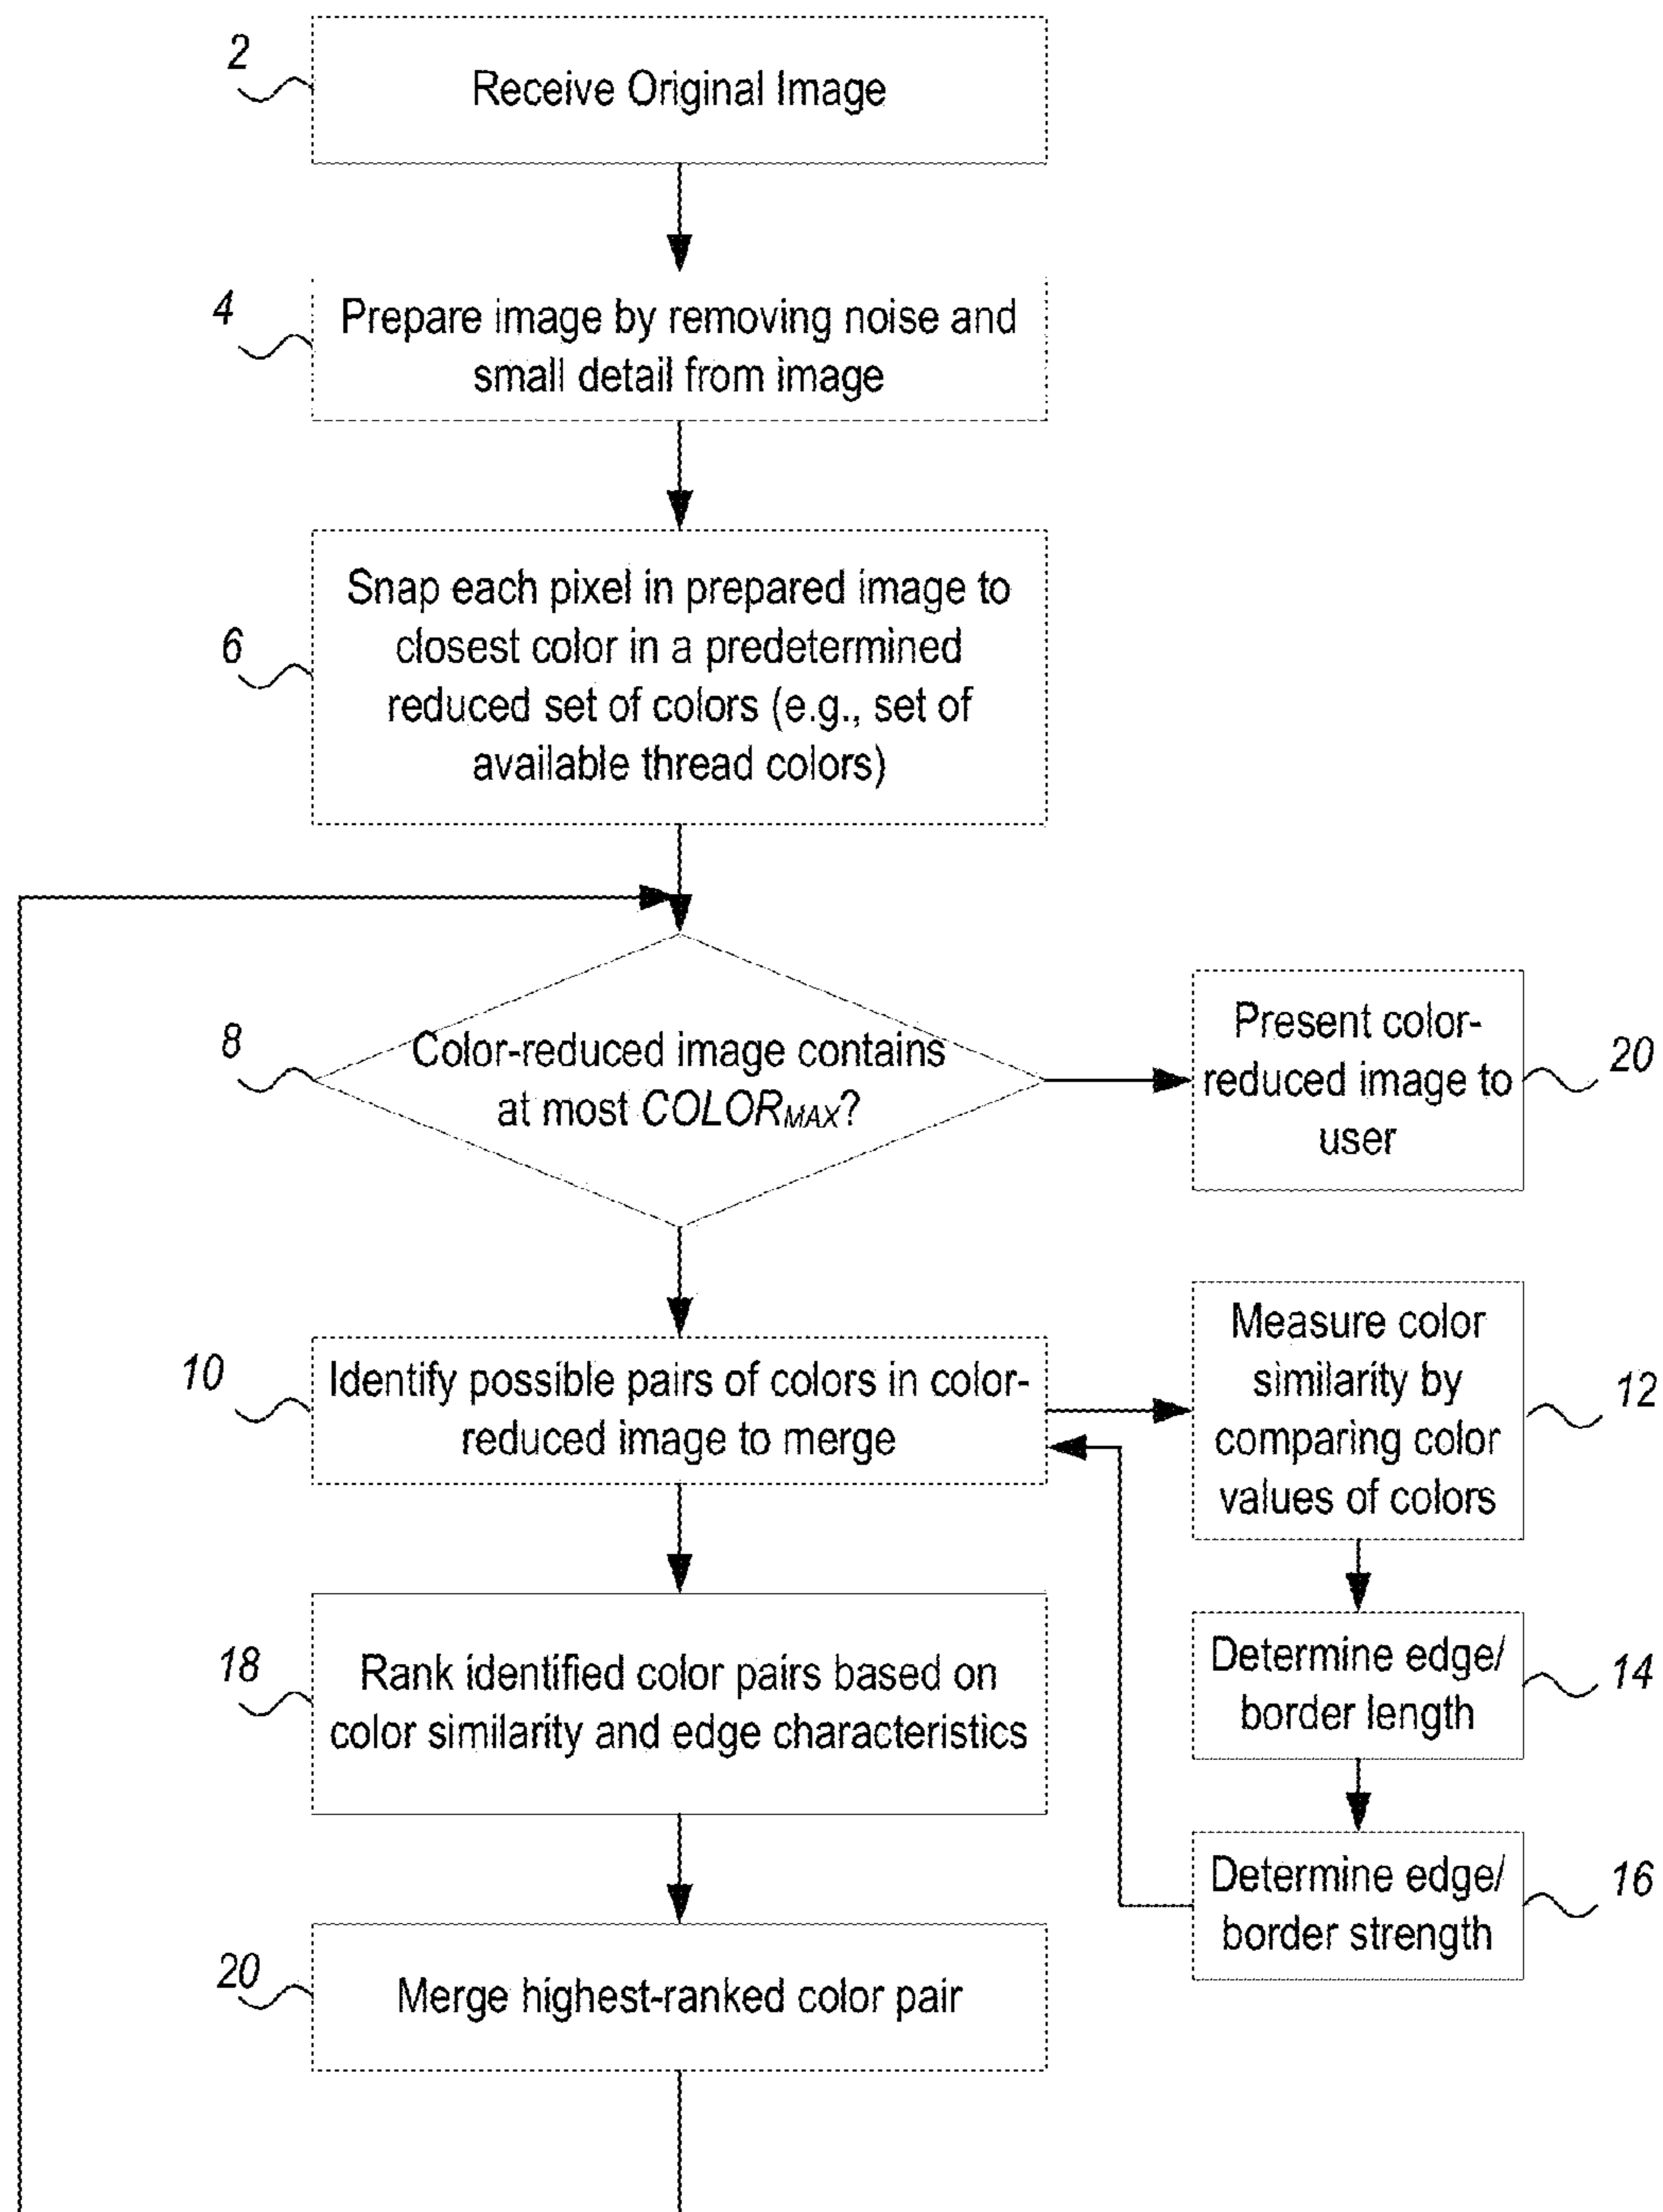 2
Receive Original Image
4
Prepare image by removing noise and
small detail from image
6
Snap each pixel in prepared image to
closest color in a predetermined
reduced set of colors (e.g., set of
available thread colors)
8
Color-reduced image contains
at most COLORMAX?
Present color-
reduced image to
user
20
10
Identify possible pairs of colors in color-
reduced image to merge
Measure color
similarity by
comparing color
values of colors
12
Determine edge/
border length
14
Determine edge/
border strength
16
18
Rank identified color pairs based on
color similarity and edge characteristics
20
Merge highest-ranked color pair